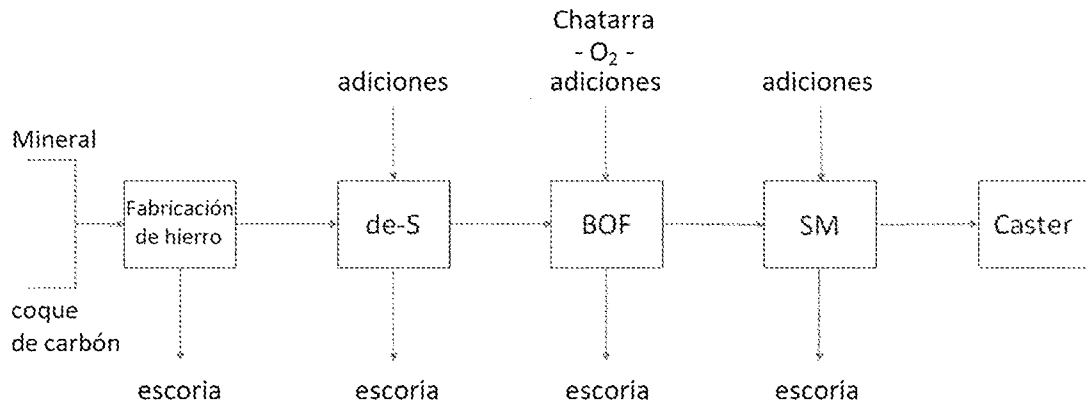 Chatarra
- O₂ -
adiciones
adiciones
adiciones
Mineral
Fabricación
de hierro
de-S
BOF
SM
Caster
coque
de carbón
escoria
escoria
escoria
escoria